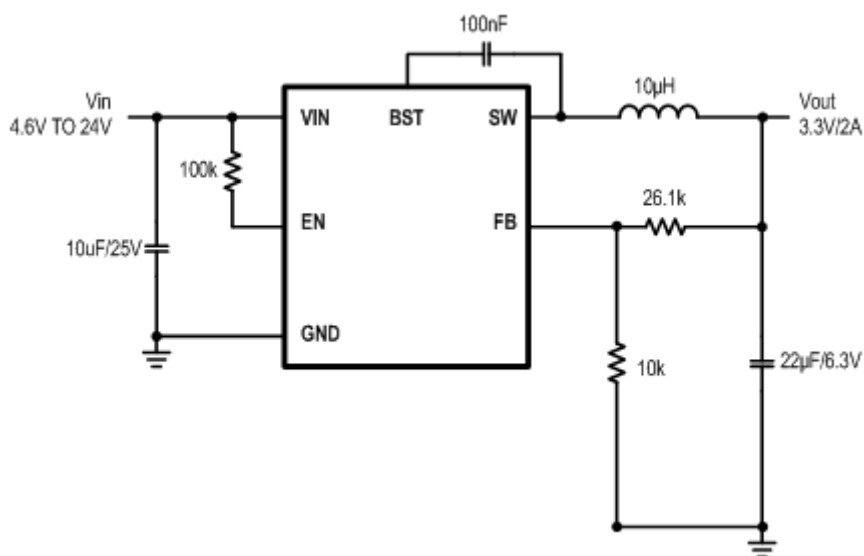 100nF
Vin
4.6V TO 24V
VIN
BST
SW
10µH
Vout
3.3V/2A
100k
26.1k
EN
FB
10uF/25V
GND
10k
22µF/6.3V